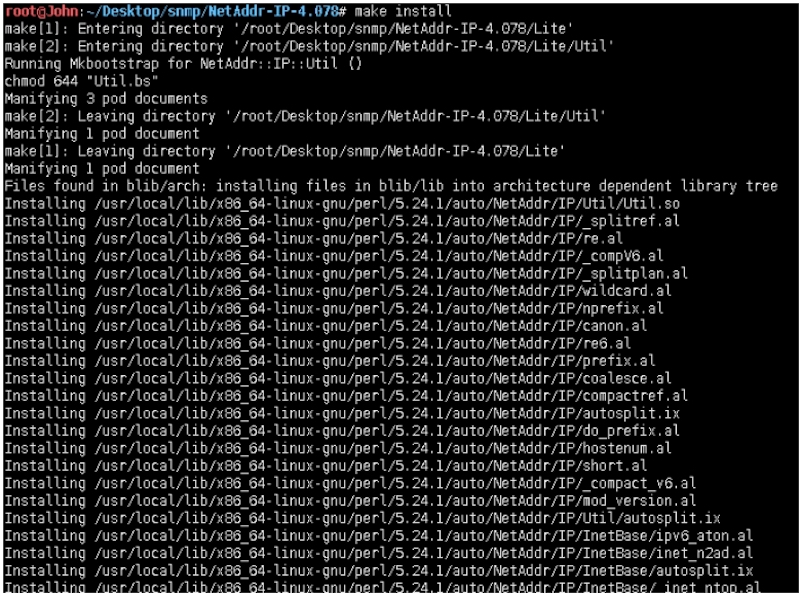 root@John:~/Desktop/snmp/NetAddr-IP-4.078# make install
make[1]: Entering directory '/root/Desktop/snmp/NetAddr-IP-4.078/Lite'
make[2]: Entering directory '/root/Desktop/snmp/NetAddr-IP-4.078/Lite/Util'
Running Mkbootstrap for NetAddr::IP::Util ()
chmod 644 "Util.bs"
Manifying 3 pod documents
make[2]: Leaving directory '/root/Desktop/snmp/NetAddr-IP-4.078/Lite/Util'
Manifying 1 pod document
make[1]: Leaving directory '/root/Desktop/snmp/NetAddr-IP-4.078/Lite'
Manifying 1 pod document
Files found in blib/arch: installing files in blib/lib into architecture dependent library tree
Installing /usr/local/lib/x86_64-linux-gnu/perl/5.24.1/auto/NetAddr/IP/Util/Util.so
Installing /usr/local/lib/x86_64-linux-gnu/perl/5.24.1/auto/NetAddr/IP/_splitref.al
Installing /usr/local/lib/x86_64-linux-gnu/perl/5.24.1/auto/NetAddr/IP/re.al
Installing /usr/local/lib/x86_64-linux-gnu/perl/5.24.1/auto/NetAddr/IP/_compV6.al
Installing /usr/local/lib/x86_64-linux-gnu/perl/5.24.1/auto/NetAddr/IP/_splitplan.al
Installing /usr/local/lib/x86_64-linux-gnu/perl/5.24.1/auto/NetAddr/IP/wildcard.al
Installing /usr/local/lib/x86_64-linux-gnu/perl/5.24.1/auto/NetAddr/IP/nprefix.al
Installing /usr/local/lib/x86_64-linux-gnu/perl/5.24.1/auto/NetAddr/IP/canon.al
Installing /usr/local/lib/x86_64-linux-gnu/perl/5.24.1/auto/NetAddr/IP/re6.al
Installing /usr/local/lib/x86_64-linux-gnu/perl/5.24.1/auto/NetAddr/IP/prefix.al
Installing /usr/local/lib/x86_64-linux-gnu/perl/5.24.1/auto/NetAddr/IP/coalesce.al
Installing /usr/local/lib/x86_64-linux-gnu/perl/5.24.1/auto/NetAddr/IP/compactref.al
Installing /usr/local/lib/x86_64-linux-gnu/perl/5.24.1/auto/NetAddr/IP/autosplit.ix
Installing /usr/local/lib/x86_64-linux-gnu/perl/5.24.1/auto/NetAddr/IP/do_prefix.al
Installing /usr/local/lib/x86_64-linux-gnu/perl/5.24.1/auto/NetAddr/IP/hostenum.al
Installing /usr/local/lib/x86_64-linux-gnu/perl/5.24.1/auto/NetAddr/IP/short.al
Installing /usr/local/lib/x86_64-linux-gnu/perl/5.24.1/auto/NetAddr/IP/_compact_v6.al
Installing /usr/local/lib/x86_64-linux-gnu/perl/5.24.1/auto/NetAddr/IP/mod_version.al
Installing /usr/local/lib/x86_64-linux-gnu/perl/5.24.1/auto/NetAddr/IP/Util/autosplit.ix
Installing /usr/local/lib/x86_64-linux-gnu/perl/5.24.1/auto/NetAddr/IP/InetBase/ipv6_aton.al
Installing /usr/local/lib/x86_64-linux-gnu/perl/5.24.1/auto/NetAddr/IP/InetBase/inet_n2ad.al
Installing /usr/local/lib/x86_64-linux-gnu/perl/5.24.1/auto/NetAddr/IP/InetBase/autosplit.ix
Installing /usr/local/lib/x86_64-linux-gnu/perl/5.24.1/auto/NetAddr/IP/InetBase/_inet_ntop.al